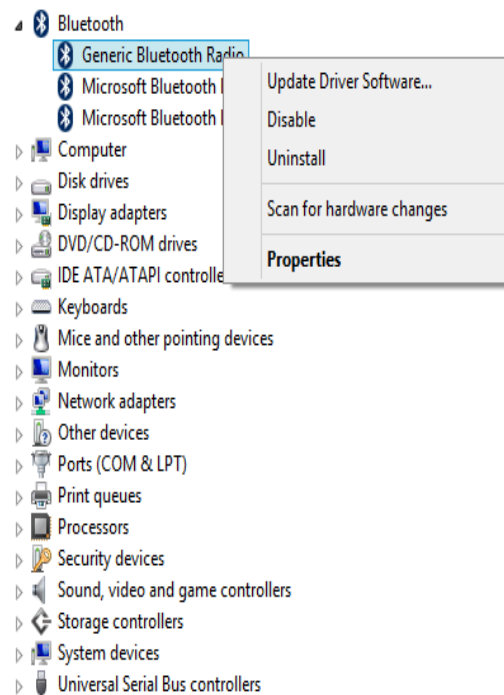 Bluetooth
Generic Bluetooth Radio
Microsoft Bluetooth
Microsoft Bluetooth
Computer
Disk drives
Display adapters
DVD/CD-ROM drives
IDE ATA/ATAPI controlle
Keyboards
Mice and other pointing devices
Monitors
Network adapters
Other devices
Ports (COM & LPT)
Print queues
Processors
Security devices
Sound, video and game controllers
Storage controllers
System devices
Universal Serial Bus controllers
Update Driver Software...
Disable
Uninstall
Scan for hardware changes
Properties